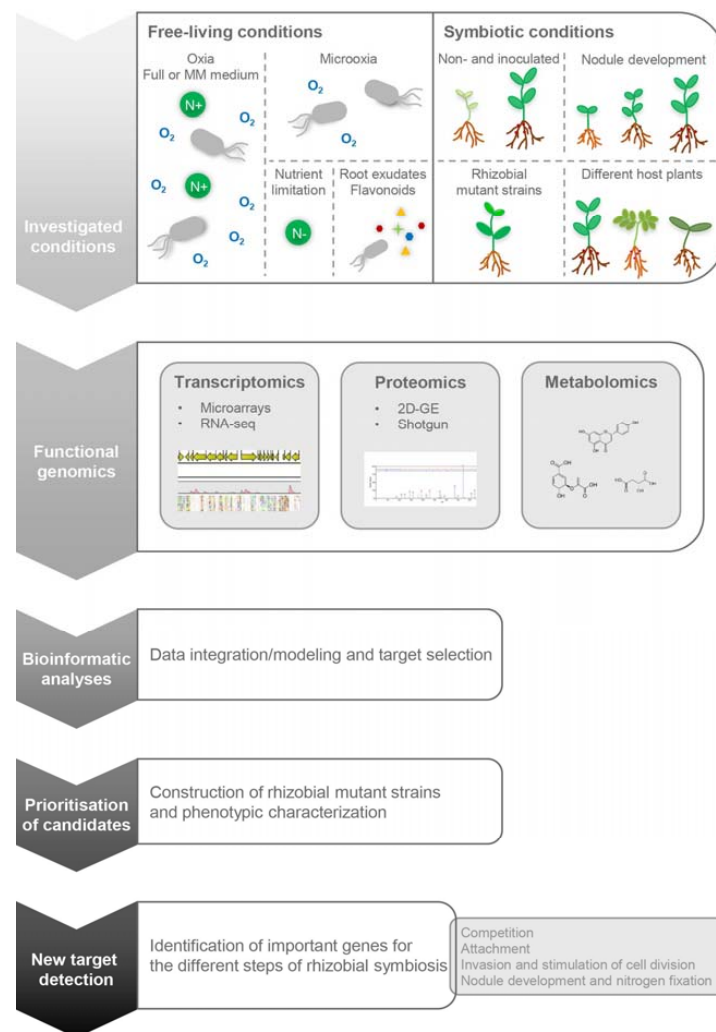 Free-living conditions
Oxia
Full or MM medium
N+
O2
O2
O2
N+
O2
O2
O2
O2
Microoxia
O2
O2
Nutrient
limitation
N-
Root exudates
Flavonoids
Symbiotic conditions
Non- and inoculated
Nodule development
Rhizobial
mutant strains
Different host plants
Investigated
conditions
Functional
genomics
Transcriptomics
• Microarrays
• RNA-seq
Proteomics
• 2D-GE
• Shotgun
Metabolomics
Bioinformatic
analyses
Data integration/modeling and target selection
Prioritisation
of candidates
Construction of rhizobial mutant strains
and phenotypic characterization
New target
detection
Identification of important genes for
the different steps of rhizobial symbiosis
Competition
Attachment
Invasion and stimulation of cell division
Nodule development and nitrogen fixation